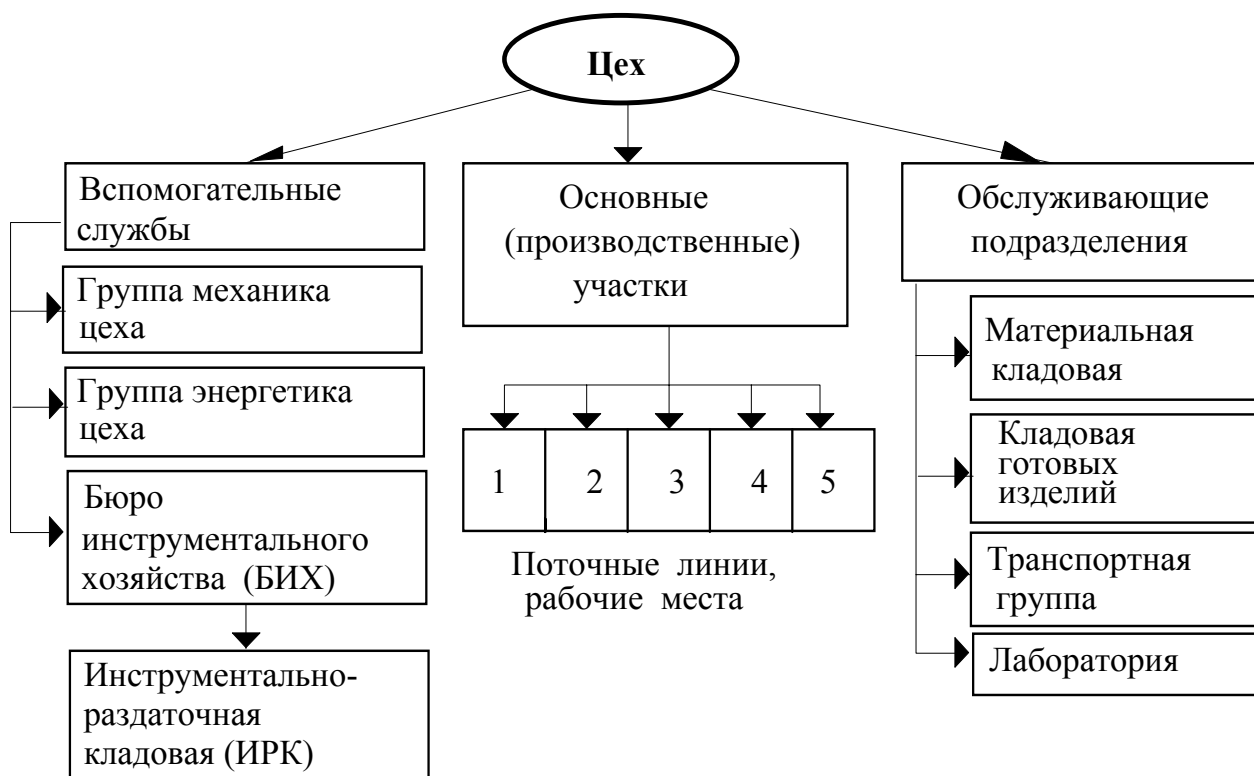 Цех
Вспомогательные
службы
Группа механика
цеха
Группа энергетика
цеха
Бюро
инструментального
хозяйства (БИХ)
Инструментально-
раздаточная
кладовая (ИРК)
Основные
(производственные)
участки
1 2 3 4 5
Поточные линии,
рабочие места
Обслуживающие
подразделения
Материальная
кладовая
Кладовая
готовых
изделий
Транспортная
группа
Лаборатория